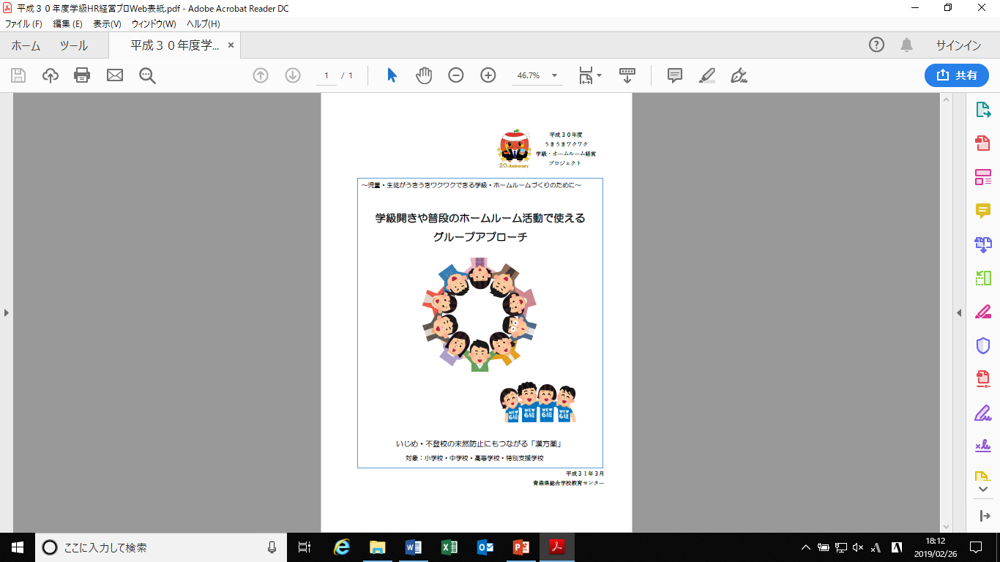 平成３０年度学級HR経営プロWeb表紙.pdf - Adobe Acrobat Reader DC
ファイル (F) 編集 (E) 表示(V) ウィンドウ(W) ヘルプ(H)
ホーム ツール 平成３０年度学... ×
サインイン
1 / 1
46.7%
共有
平成３０年度
うきうきワクワク
学級・ホームルーム経営
プロジェクト
20th Anniversary
～児童・生徒がうきうきワクワクできる学級・ホームルームづくりのために～
学級開きや普段のホームルーム活動で使える
グループアプローチ
WE♥ 6組
WE♥ 6組
WE♥ 6組
WE♥ 6組
いじめ・不登校の未然防止にもつながる「漢方薬」
対象：小学校・中学校・高等学校・特別支援学校
平成３１年３月
青森県総合学校教育センター
ここに入力して検索
A
18:12
2019/02/26